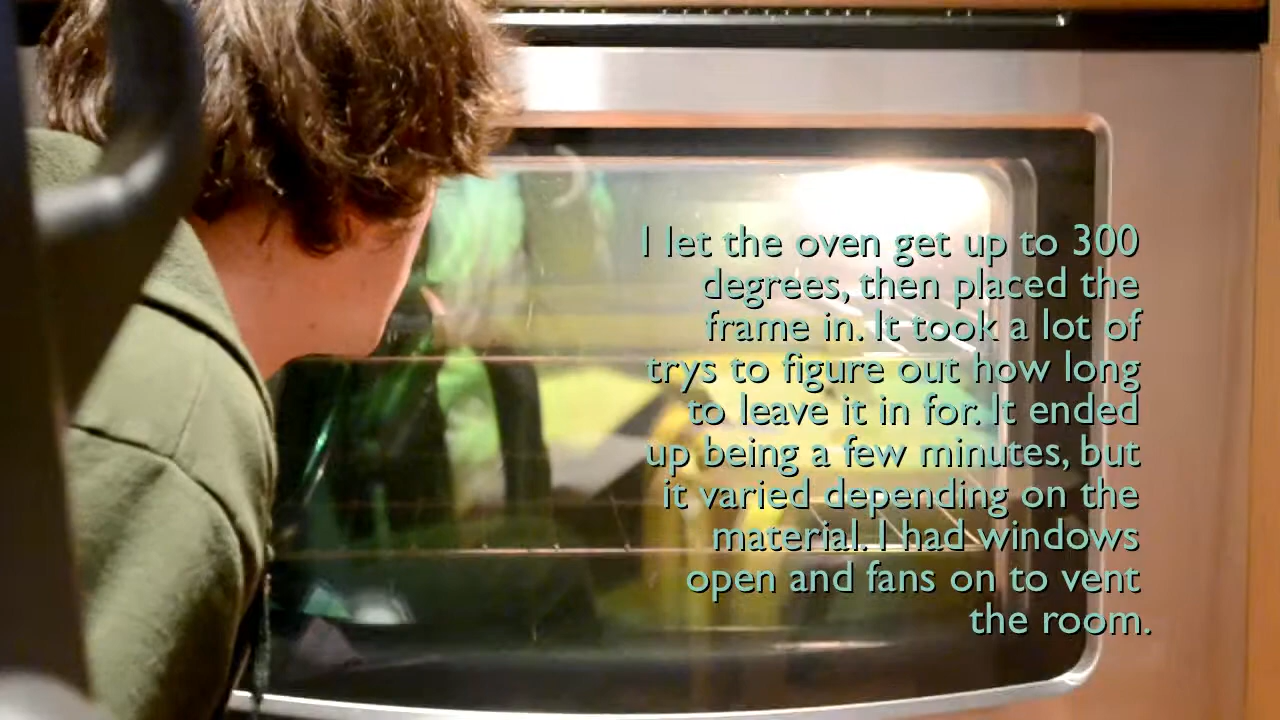 I let the oven get up to 300
degrees, then placed the
frame in. It took a lot of
trys to figure out how long
to leave it in for. It ended
up being a few minutes, but
it varied depending on the
material. I had windows
open and fans on to vent
the room.